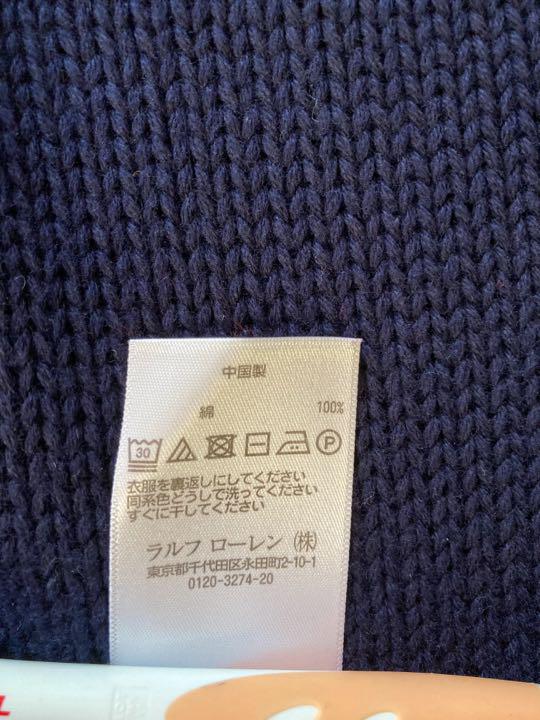 中国製
綿 100%
30 P
衣服を裏返しにしてください
同系色どうしで洗ってください
すぐに干してください
ラルフ ローレン (株)
東京都千代田区永田町2-10-1
0120-3274-20